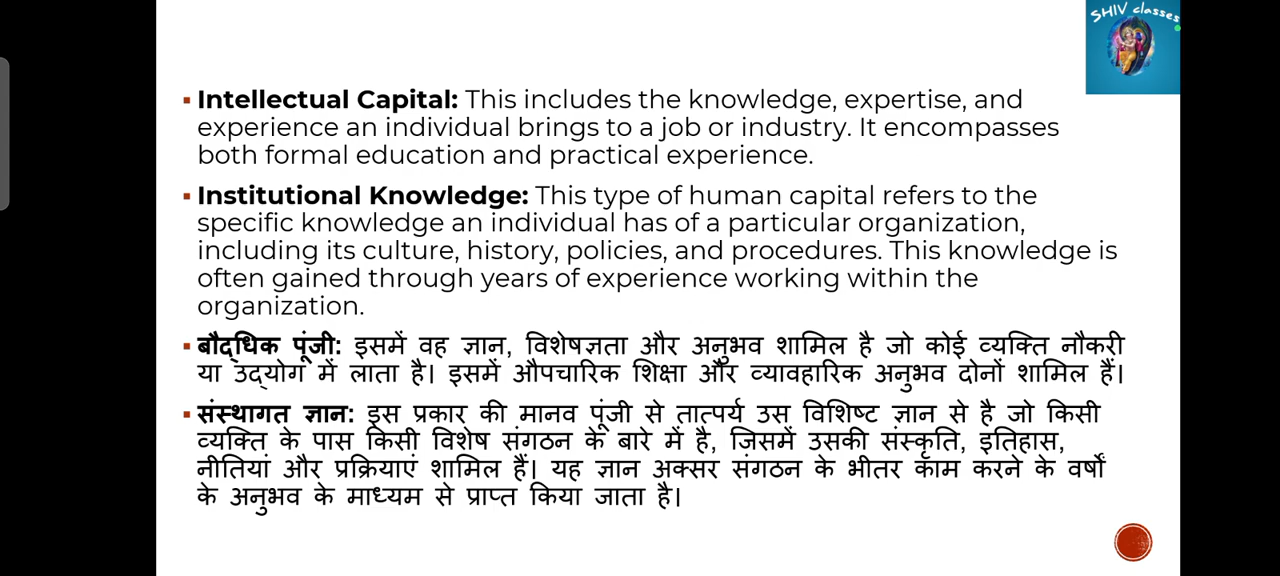 SHIV classes
▪ Intellectual Capital: This includes the knowledge, expertise, and
experience an individual brings to a job or industry. It encompasses
both formal education and practical experience.
▪ Institutional Knowledge: This type of human capital refers to the
specific knowledge an individual has of a particular organization,
including its culture, history, policies, and procedures. This knowledge is
often gained through years of experience working within the
organization.
▪ बौद्धिक पूंजी: इसमें वह ज्ञान, विशेषज्ञता और अनुभव शामिल है जो कोई व्यक्ति नौकरी
या उद्योग में लाता है। इसमें औपचारिक शिक्षा और व्यावहारिक अनुभव दोनों शामिल हैं।
▪ संस्थागत ज्ञान: इस प्रकार की मानव पूंजी से तात्पर्य उस विशिष्ट ज्ञान से है जो किसी
व्यक्ति के पास किसी विशेष संगठन के बारे में है, जिसमें उसकी संस्कृति, इतिहास,
नीतियां और प्रक्रियाएं शामिल हैं। यह ज्ञान अक्सर संगठन के भीतर काम करने के वर्षों
के अनुभव के माध्यम से प्राप्त किया जाता है।